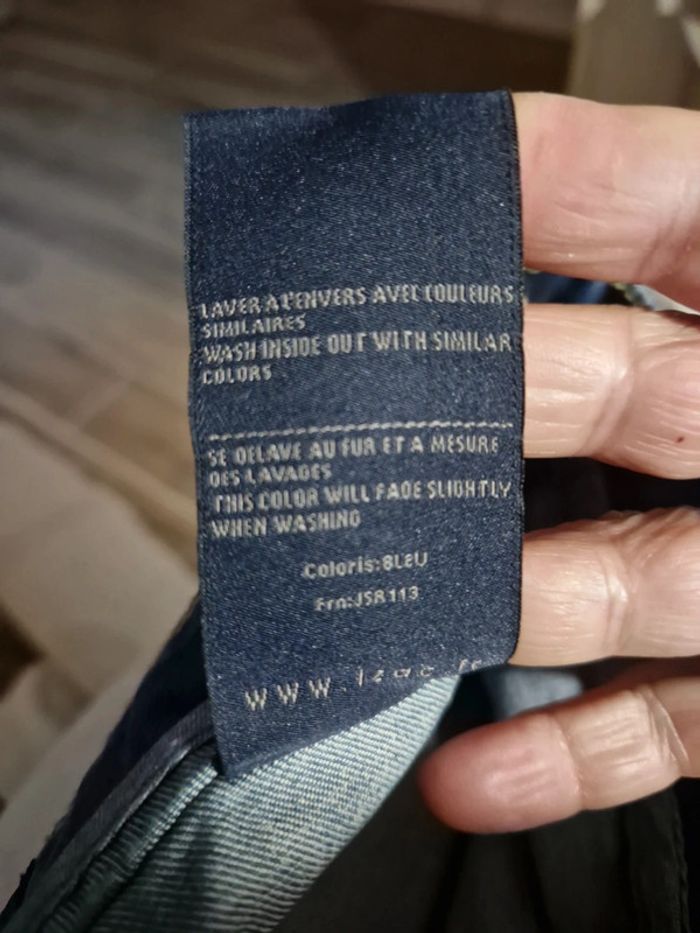 LAVER A L'ENVERS AVEC COULEURS
SIMILAIRES
WASH INSIDE OUT WITH SIMILAR
COLORS
SE DELAVE AU FUR ET A MESURE
DES LAVAGES
THIS COLOR WILL FADE SLIGHTLY
WHEN WASHING
Coloris:BLEU
Frn:JSR113